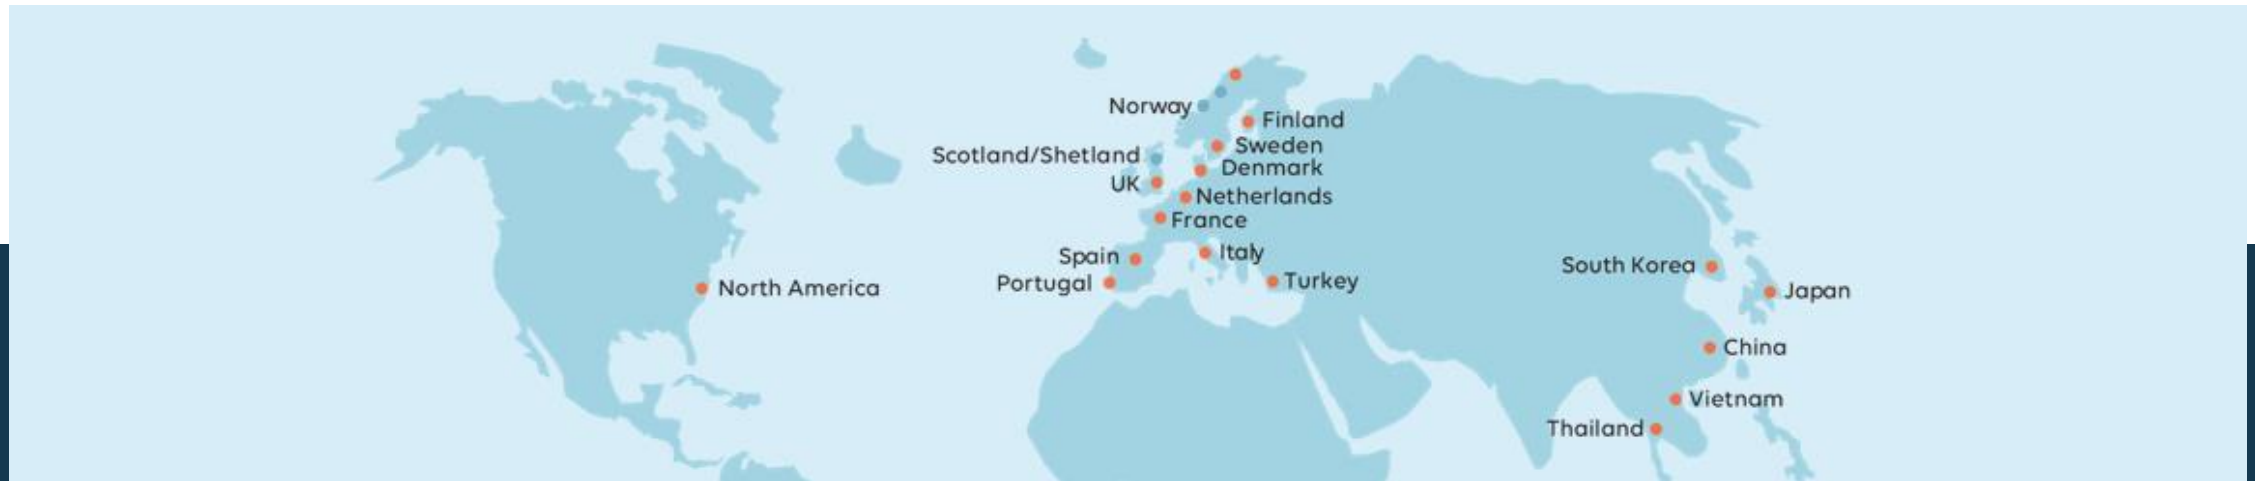 Norway
Finland
Sweden
Scotland/Shetland
Denmark
UK
Netherlands
France
Italy
Spain
South Korea
Turkey
Portugal
North America
Japan
China
Vietnam
Thailand